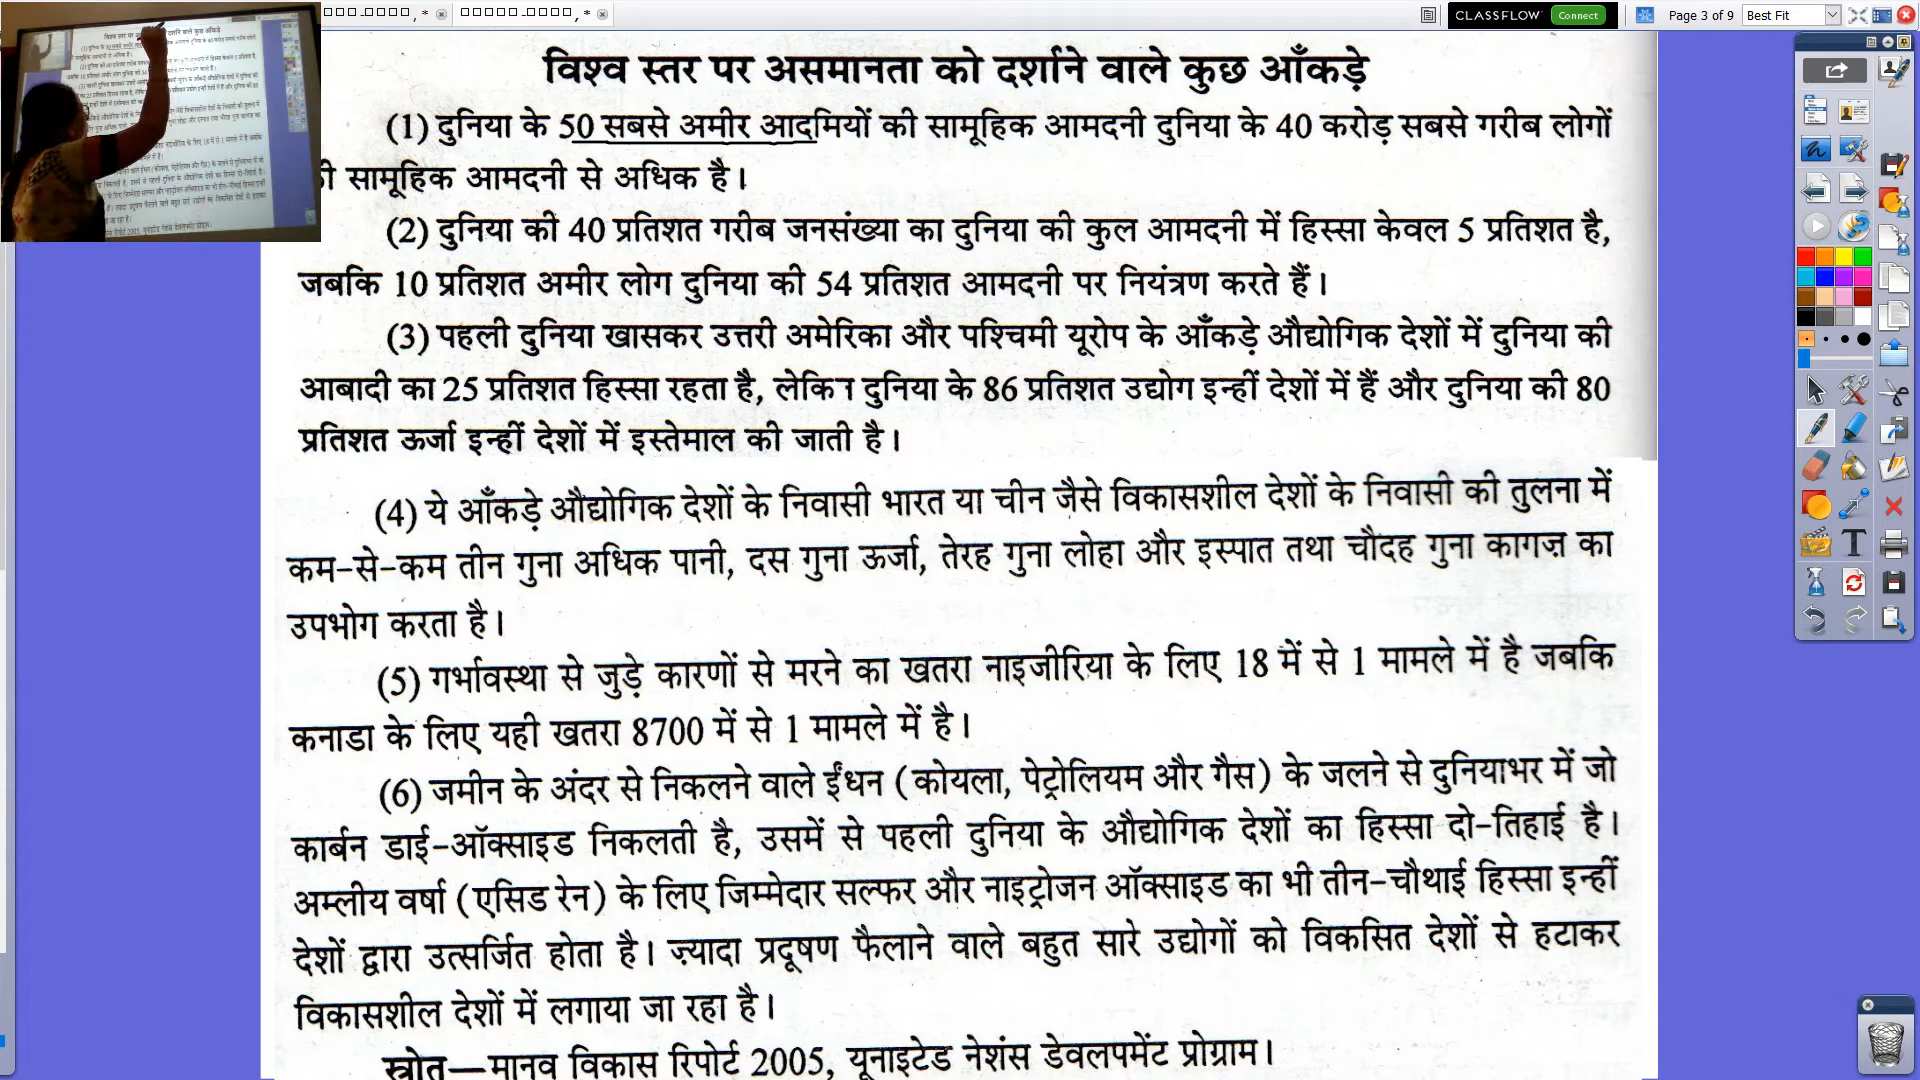 CLASSFLOW Connect
Page 3 of 9
Best Fit
विश्व स्तर पर असमानता को दर्शाने वाले कुछ आँकड़े
(1) दुनिया के 50 सबसे अमीर आदमियों की सामूहिक आमदनी दुनिया के 40 करोड़ सबसे गरीब लोगों
सामूहिक आमदनी से अधिक है।
(2) दुनिया की 40 प्रतिशत गरीब जनसंख्या का दुनिया की कुल आमदनी में हिस्सा केवल 5 प्रतिशत है,
जबकि 10 प्रतिशत अमीर लोग दुनिया की 54 प्रतिशत आमदनी पर नियंत्रण करते हैं।
(3) पहली दुनिया खासकर उत्तरी अमेरिका और पश्चिमी यूरोप के आँकड़े औद्योगिक देशों में दुनिया की
आबादी का 25 प्रतिशत हिस्सा रहता है, लेकिन दुनिया के 86 प्रतिशत उद्योग इन्हीं देशों में हैं और दुनिया की 80
प्रतिशत ऊर्जा इन्हीं देशों में इस्तेमाल की जाती है।
(4) ये आँकड़े औद्योगिक देशों के निवासी भारत या चीन जैसे विकासशील देशों के निवासी की तुलना में
कम-से-कम तीन गुना अधिक पानी, दस गुना ऊर्जा, तेरह गुना लोहा और इस्पात तथा चौदह गुना कागज़ का
उपभोग करता है।
(5) गर्भावस्था से जुड़े कारणों से मरने का खतरा नाइजीरिया के लिए 18 में से 1 मामले में है जबकि
कनाडा के लिए यही खतरा 8700 में से 1 मामले में है।
(6) जमीन के अंदर से निकलने वाले ईंधन (कोयला, पेट्रोलियम और गैस) के जलने से दुनियाभर में जो
कार्बन डाई-ऑक्साइड निकलती है, उसमें से पहली दुनिया के औद्योगिक देशों का हिस्सा दो-तिहाई है।
अम्लीय वर्षा (एसिड रेन) के लिए जिम्मेदार सल्फर और नाइट्रोजन ऑक्साइड का भी तीन-चौथाई हिस्सा इन्हीं
देशों द्वारा उत्सर्जित होता है। ज़्यादा प्रदूषण फैलाने वाले बहुत सारे उद्योगों को विकसित देशों से हटाकर
विकासशील देशों में लगाया जा रहा है।
स्रोत—मानव विकास रिपोर्ट 2005, यूनाइटेड नेशंस डेवलपमेंट प्रोग्राम।